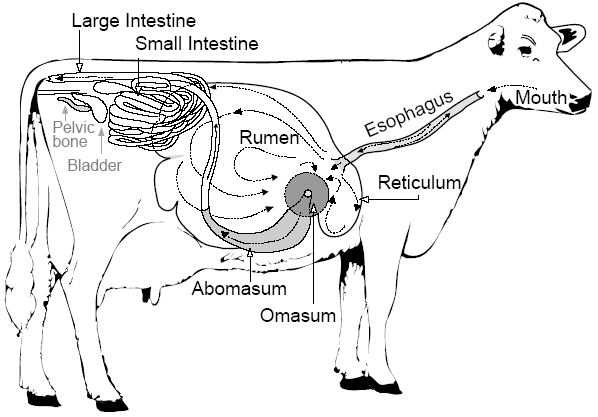 Large Intestine
Small Intestine
Mouth
Esophagus
Pelvic
bone
Rumen
Bladder
Reticulum
Abomasum
Omasum